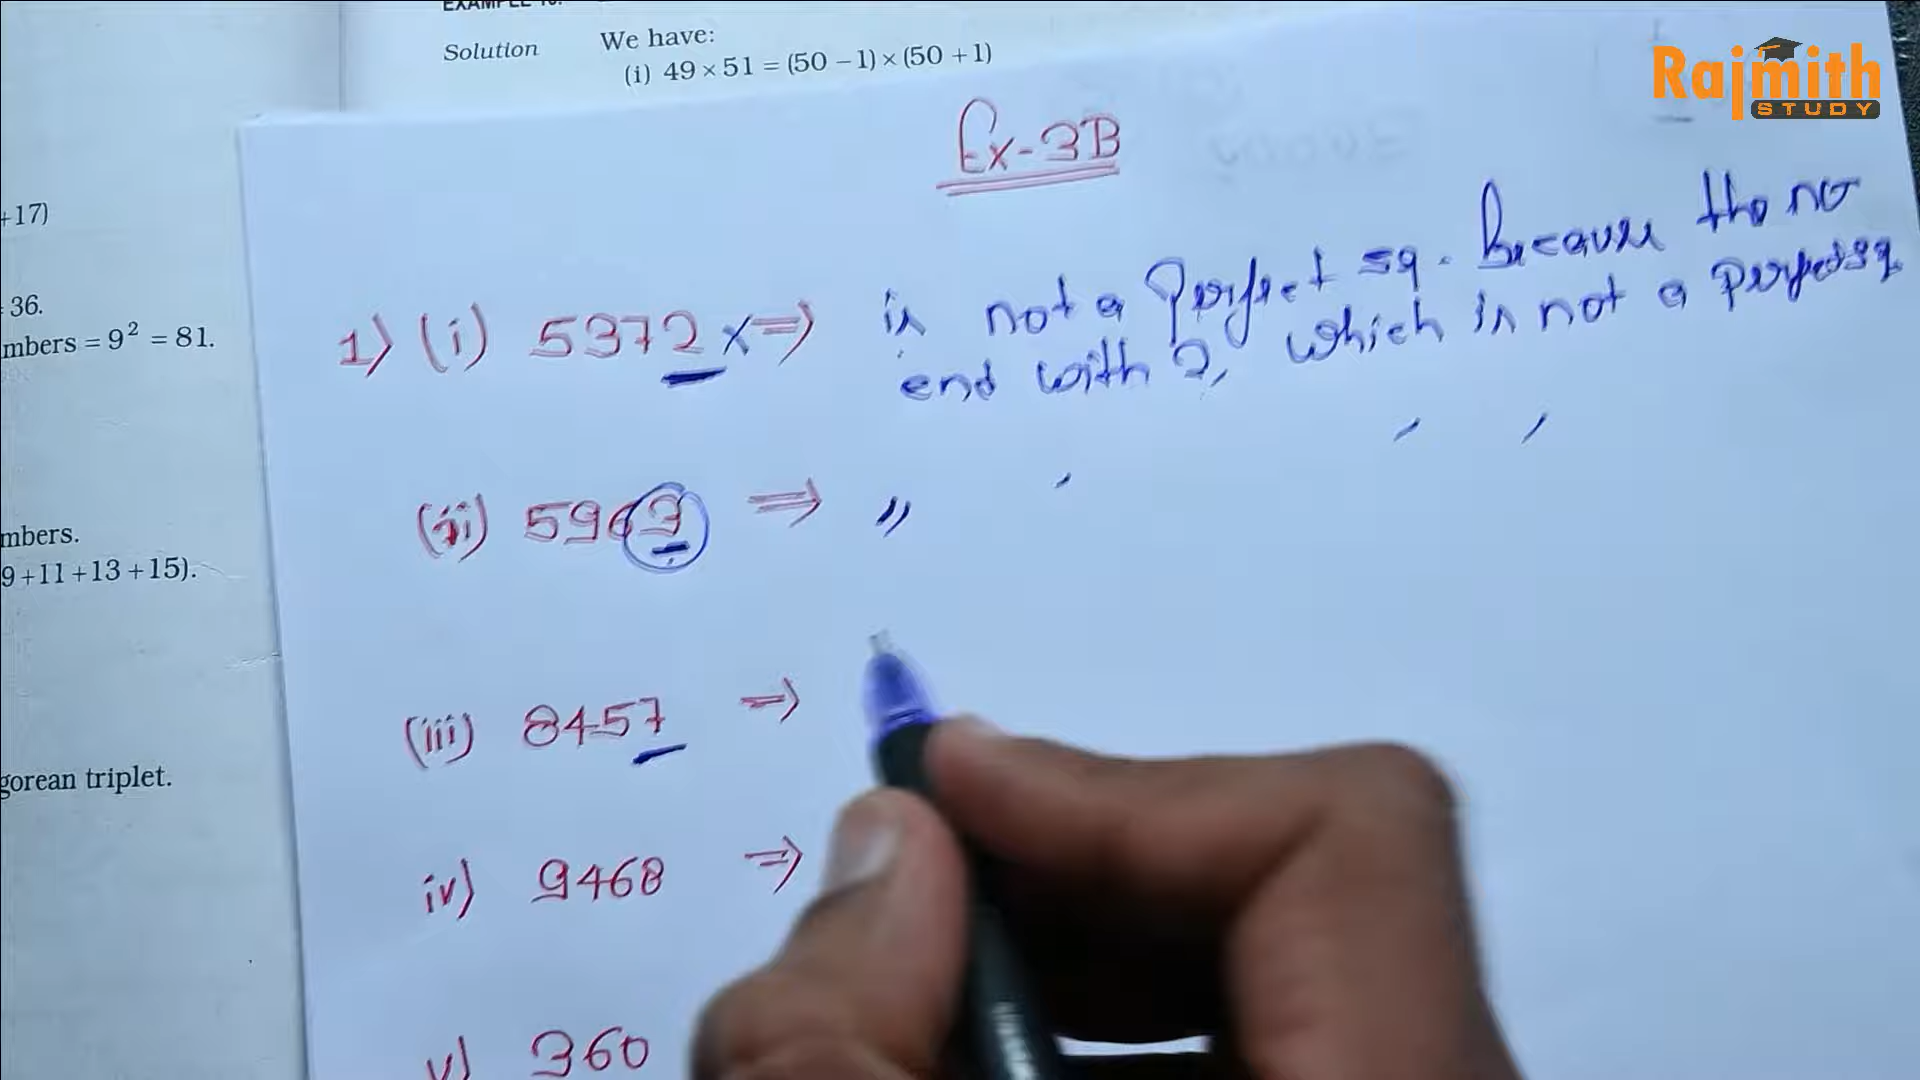 EXAMPLE 10.
Solution We have:
(i) 49 × 51 = (50 – 1) × (50 + 1)
Rajmith
STUDY
+17)
36.
mbers = 9² = 81.
mbers.
9 +11 +13 +15).
gorean triplet.
Ex-3B
1) (i) 5372 x ⇒ is not a perfect sq. Because the no
end with 2, which is not a perfect sq
(ii) 5963 ⇒ "
(iii) 8457 ⇒
iv) 9468 ⇒
v) 360